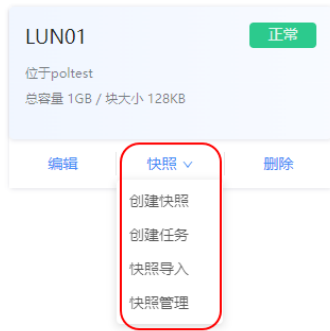 LUN01 正常
位于poltest
总容量 1GB / 块大小 128KB
编辑 快照 删除
创建快照
创建任务
快照导入
快照管理